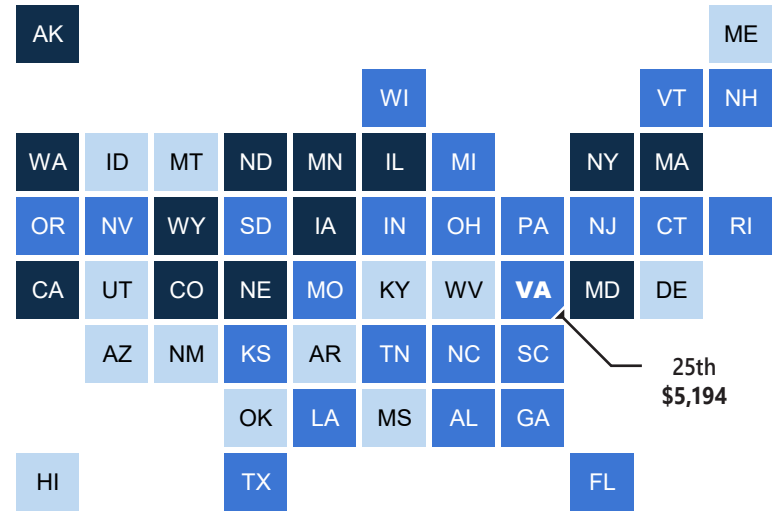 AK ME
WI VT NH
WA ID MT ND MN IL MI NY MA
OR NV WY SD IA IN OH PA NJ CT RI
CA UT CO NE MO KY WV VA MD DE
AZ NM KS AR TN NC SC
25th
$5,194
OK LA MS AL GA
HI TX FL